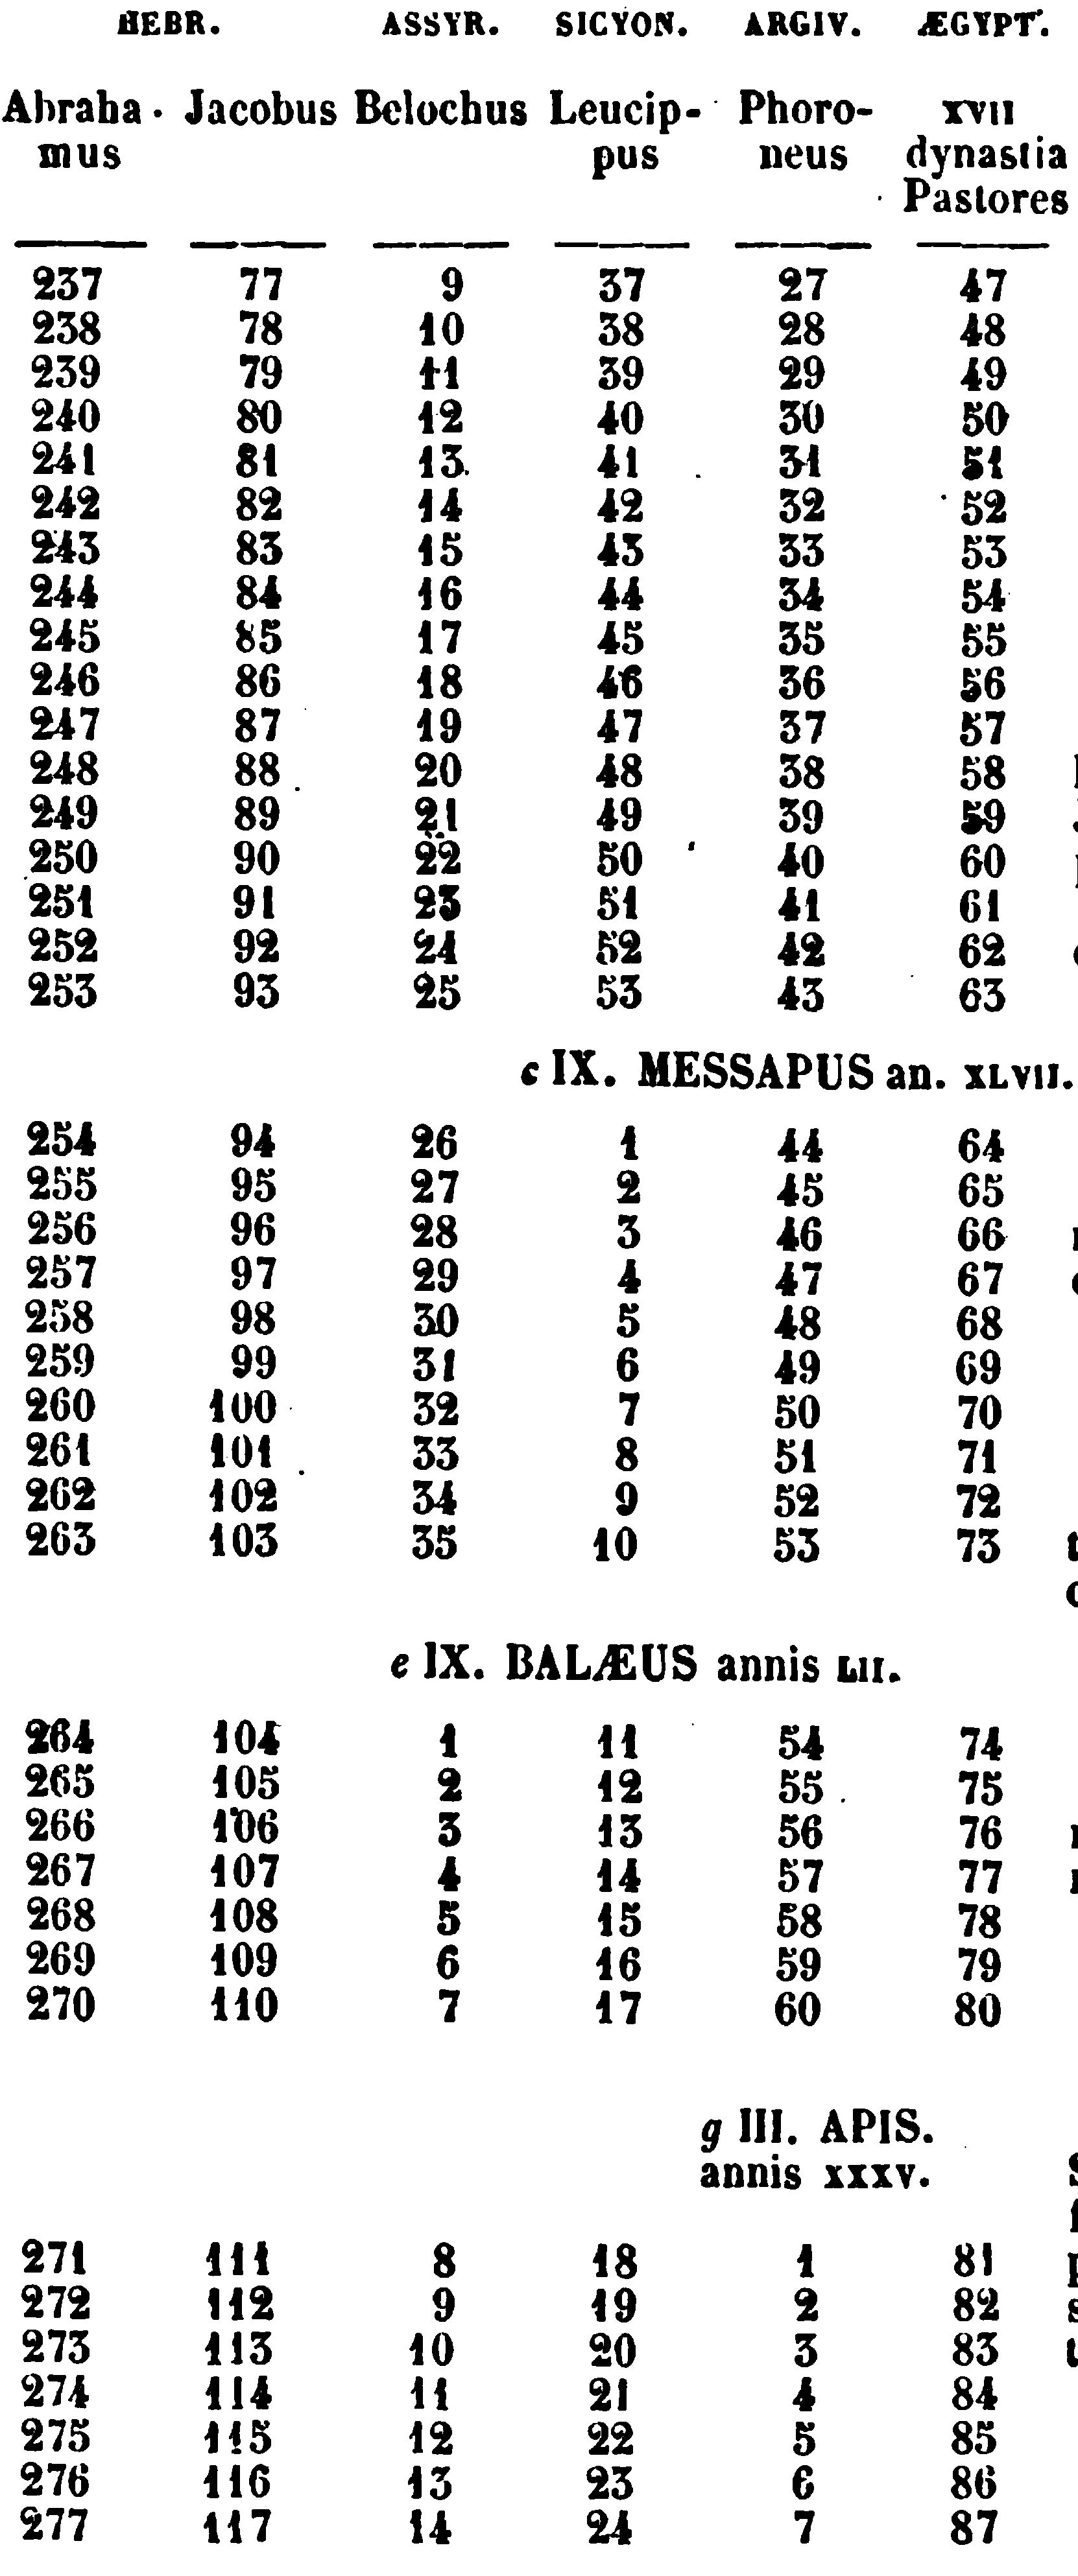 HEBR. ASSYR. SICYON. ARGIV. ÆGYPT.
Abraha- Jacobus Belochus Leucip- Phoro- XVII
mus pus neus dynastia
Pastores
237 77 9 37 27 47
238 78 10 38 28 48
239 79 11 39 29 49
240 80 12 40 30 50
241 81 13 41 31 51
242 82 14 42 32 52
243 83 15 43 33 53
244 84 16 44 34 54
245 85 17 45 35 55
246 86 18 46 36 56
247 87 19 47 37 57
248 88 20 48 38 58
249 89 21 49 39 59
250 90 22 50 40 60
251 91 23 51 41 61
252 92 24 52 42 62
253 93 25 53 43 63
c IX. MESSAPUS an. XLVII.
254 94 26 1 44 64
255 95 27 2 45 65
256 96 28 3 46 66
257 97 29 4 47 67
258 98 30 5 48 68
259 99 31 6 49 69
260 100 32 7 50 70
261 101 33 8 51 71
262 102 34 9 52 72
263 103 35 10 53 73
e IX. BALÆUS annis LII.
264 104 1 11 54 74
265 105 2 12 55 75
266 106 3 13 56 76
267 107 4 14 57 77
268 108 5 15 58 78
269 109 6 16 59 79
270 110 7 17 60 80
g III. APIS.
annis XXXV.
271 111 8 18 1 81
272 112 9 19 2 82
273 113 10 20 3 83
274 114 11 21 4 84
275 115 12 22 5 85
276 116 13 23 6 86
277 117 14 24 7 87